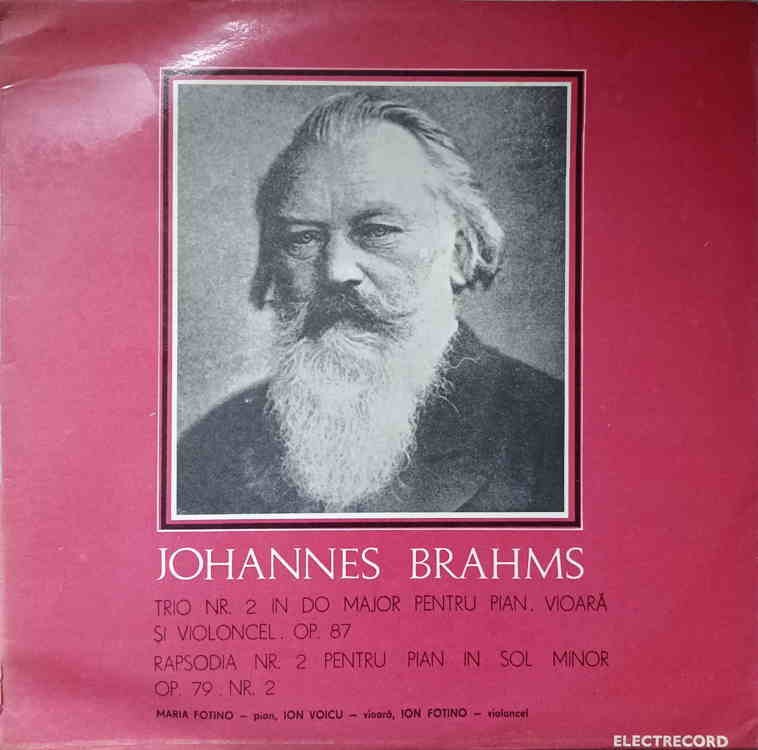 JOHANNES BRAHMS
TRIO NR. 2 IN DO MAJOR PENTRU PIAN, VIOARĂ
ȘI VIOLONCEL. OP. 87
RAPSODIA NR. 2 PENTRU PIAN IN SOL MINOR
OP. 79. NR. 2
MARIA FOTINO – pian, ION VOICU – vioară, ION FOTINO – violoncel
ELECTRECORD